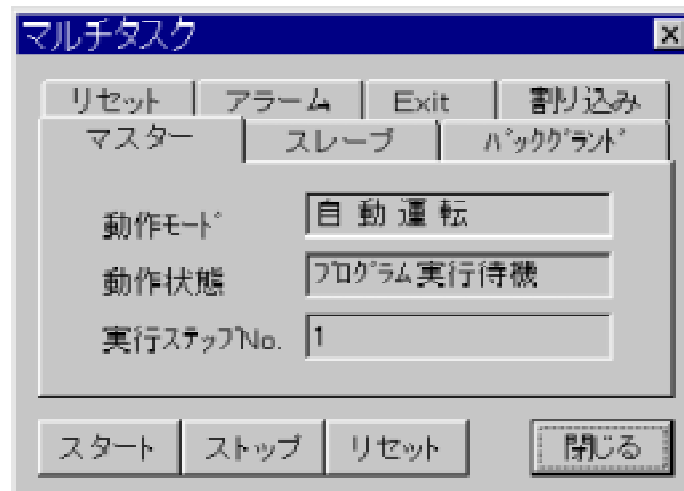 マルチタスク
リセット アラーム Exit 割り込み
マスター スレーブ ﾊﾞｯｸｸﾞﾗﾝﾄﾞ
動作ﾓｰﾄﾞ 自動運転
動作状態 ﾌﾟﾛｸﾞﾗﾑ実行待機
実行ｽﾃｯﾌﾟNo. 1
スタート ストップ リセット 閉じる